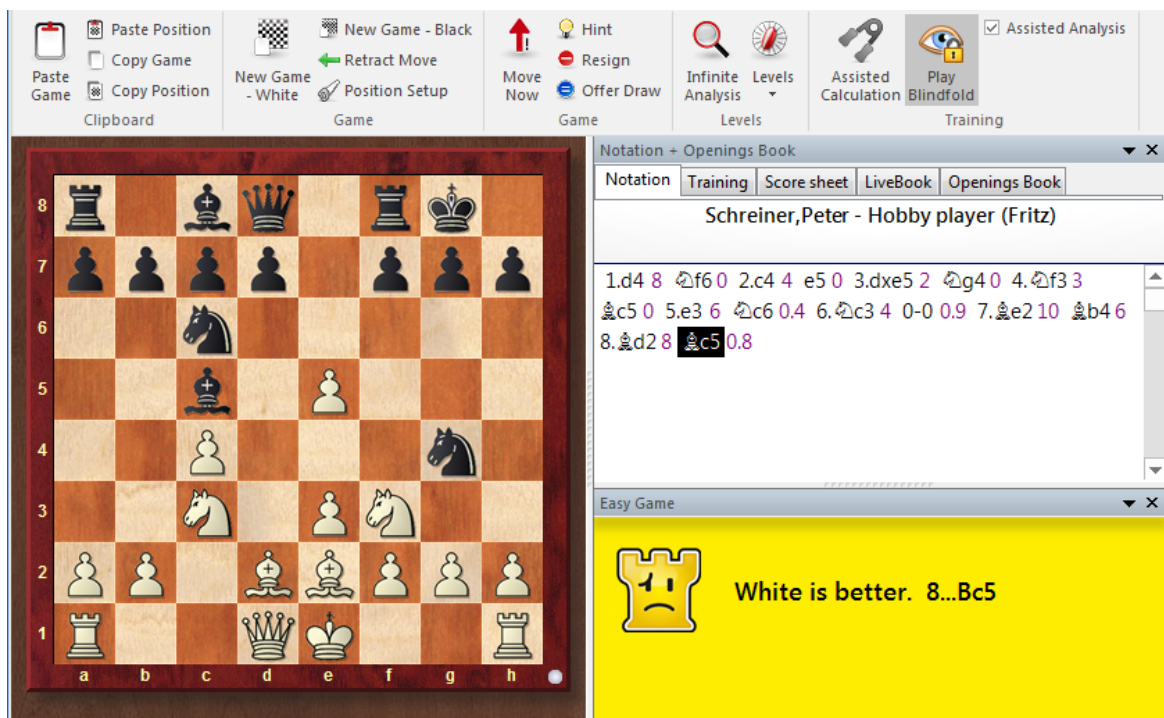 Paste Position
Copy Game
Copy Position
Paste Game
Clipboard
New Game - White
New Game - Black
Retract Move
Position Setup
Game
Move Now
Hint
Resign
Offer Draw
Game
Infinite Analysis
Levels
Levels
Assisted Calculation
Play Blindfold
Assisted Analysis
Training
8
7
6
5
4
3
2
1
a b c d e f g h
Notation + Openings Book
Notation Training Score sheet LiveBook Openings Book
Schreiner,Peter - Hobby player (Fritz)
1.d4 8 ♘f6 0 2.c4 4 e5 0 3.dxe5 2 ♘g4 0 4.♘f3 3
♗c5 0 5.e3 6 ♘c6 0.4 6.♘c3 4 0-0 0.9 7.♗e2 10 ♗b4 6
8.♗d2 8 ♗c5 0.8
Easy Game
White is better. 8...Bc5